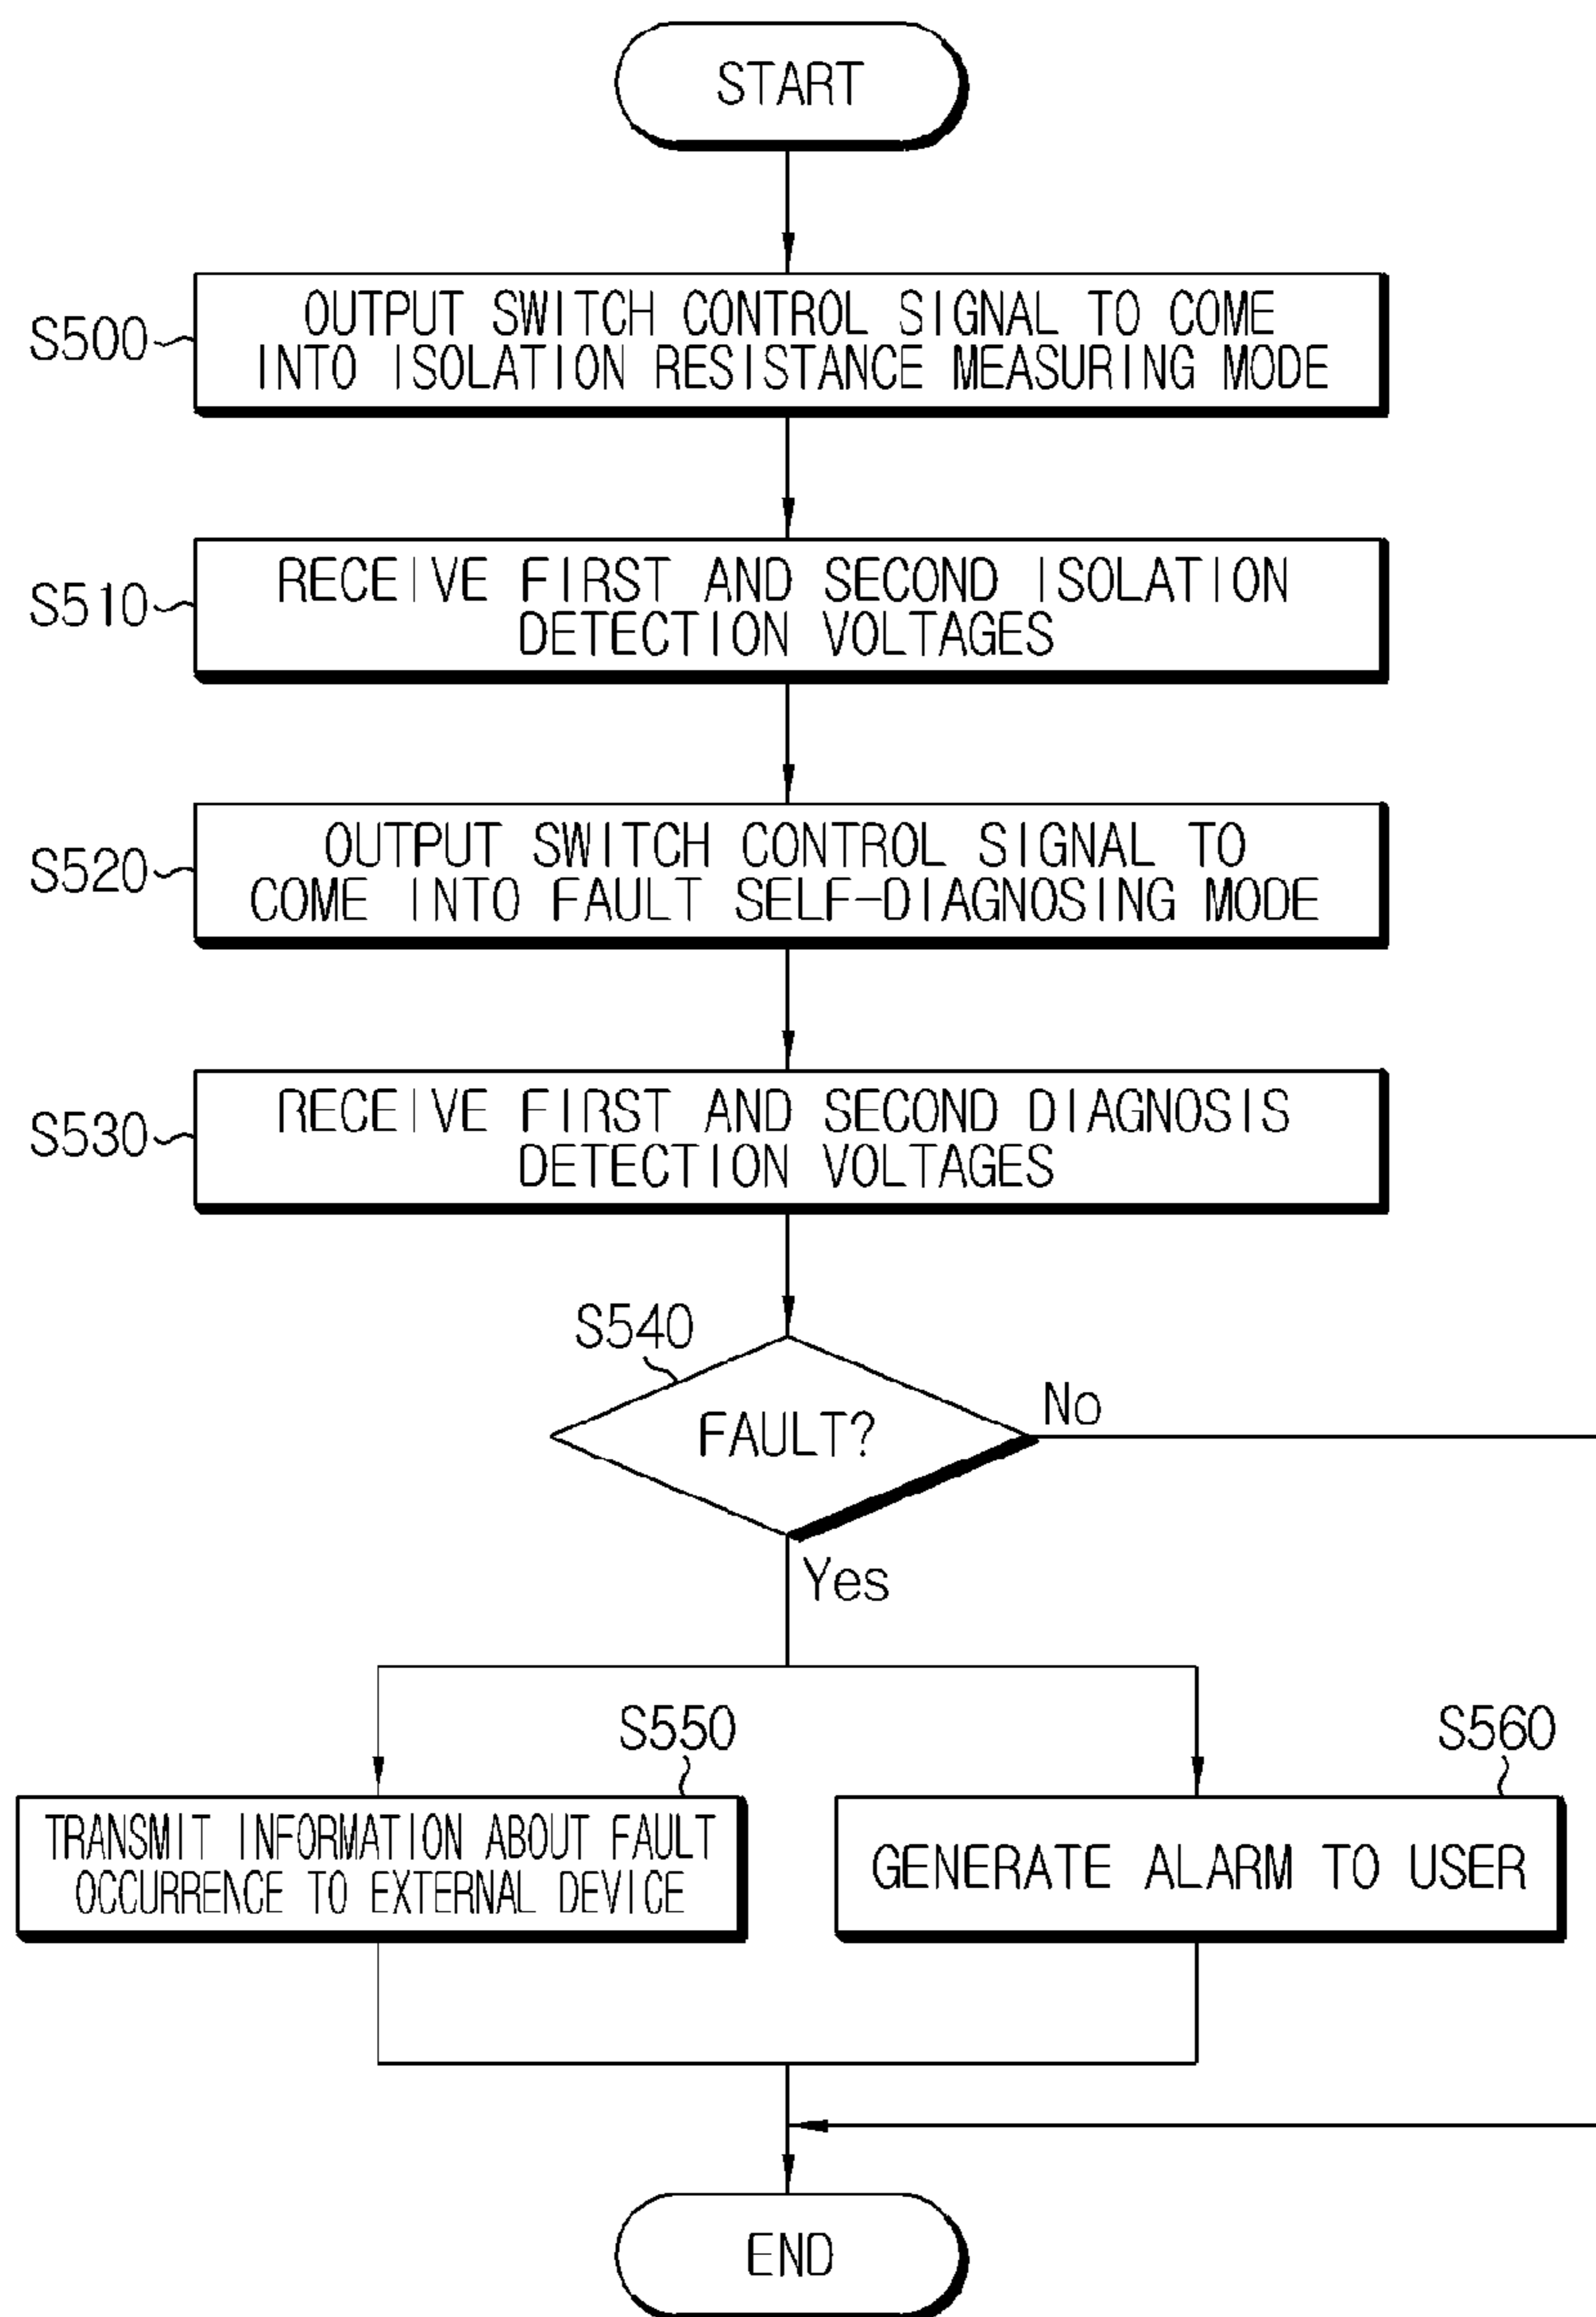 START
S500
OUTPUT SWITCH CONTROL SIGNAL TO COME
INTO ISOLATION RESISTANCE MEASURING MODE
S510
RECEIVE FIRST AND SECOND ISOLATION
DETECTION VOLTAGES
S520
OUTPUT SWITCH CONTROL SIGNAL TO
COME INTO FAULT SELF-DIAGNOSING MODE
S530
RECEIVE FIRST AND SECOND DIAGNOSIS
DETECTION VOLTAGES
S540
FAULT?
No
Yes
S550
TRANSMIT INFORMATION ABOUT FAULT
OCCURRENCE TO EXTERNAL DEVICE
S560
GENERATE ALARM TO USER
END